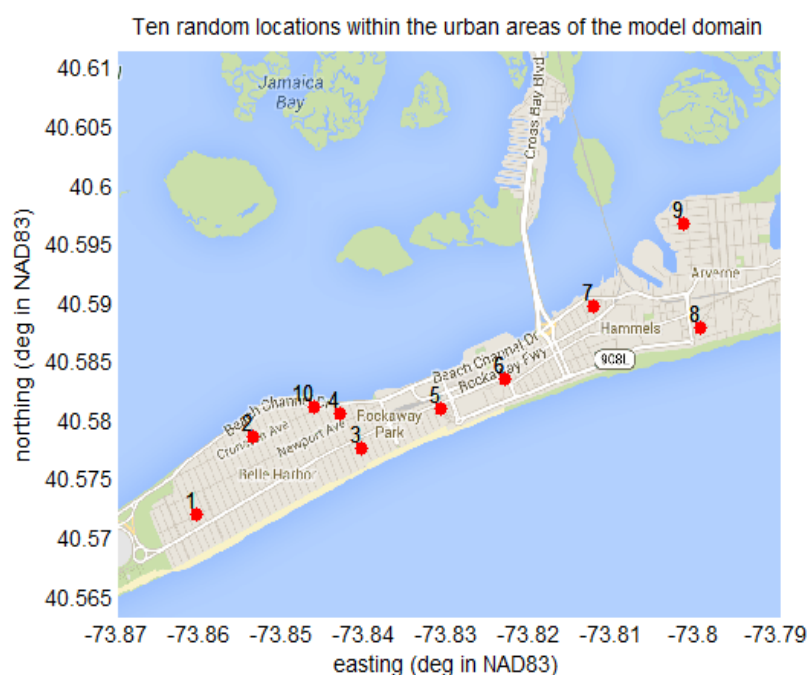 Ten random locations within the urban areas of the model domain
40.61
40.605
40.6
40.595
40.59
40.585
40.58
40.575
40.57
40.565
northing (deg in NAD83)
Jamaica
Bay
Cross Bay Blvd
9
Arverne
7
8
Hammels
908L
Beach Channel Dr
Rockaway Fwy
6
5
10
4
Rockaway
Park
Beach Channel Dr
2
Cronston Ave
Newport Ave
3
Belle Harbor
1
-73.87
-73.86
-73.85
-73.84
-73.83
-73.82
-73.81
-73.8
-73.79
easting (deg in NAD83)